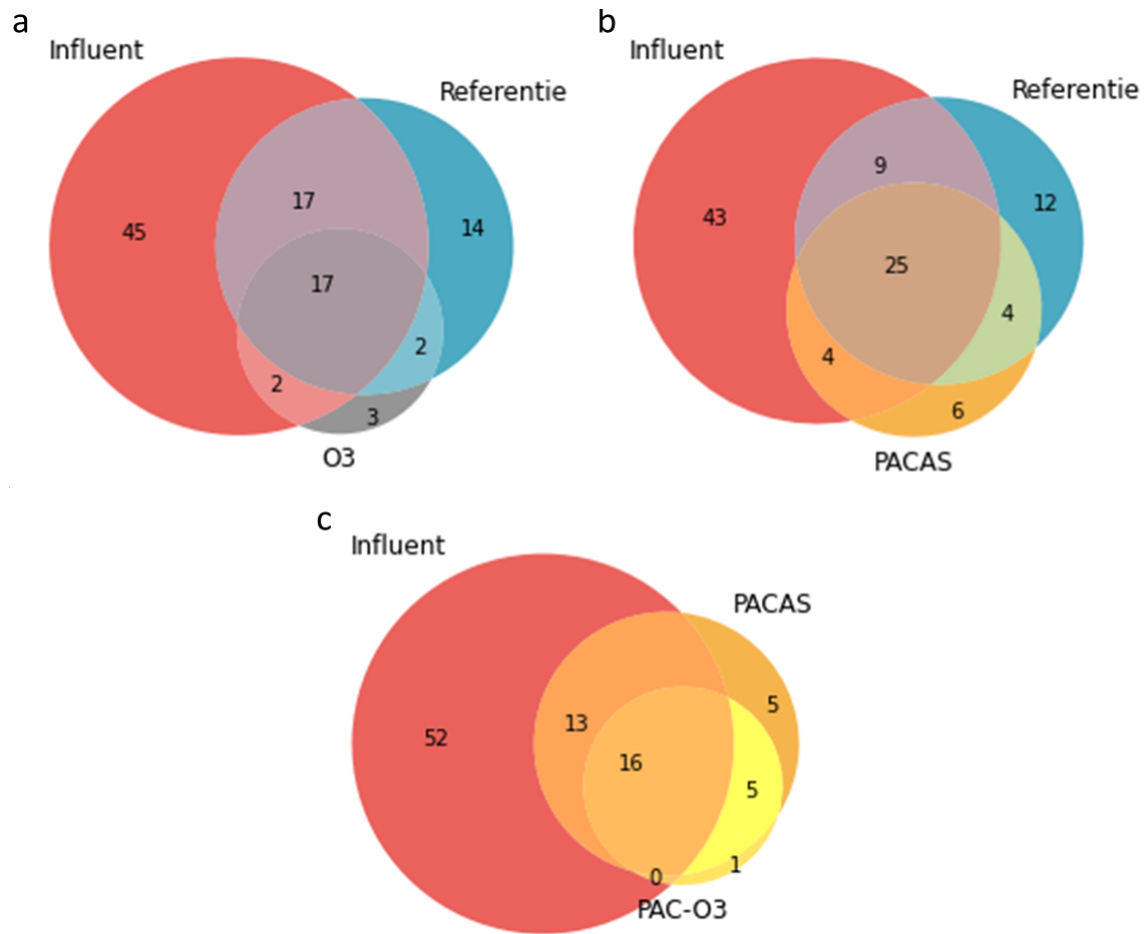 a
Influent
Referentie
45
17
14
17
2
2
3
O3
b
Influent
Referentie
43
9
12
25
4
4
6
PACAS
c
Influent
PACAS
52
13
5
16
5
0
1
PAC-O3